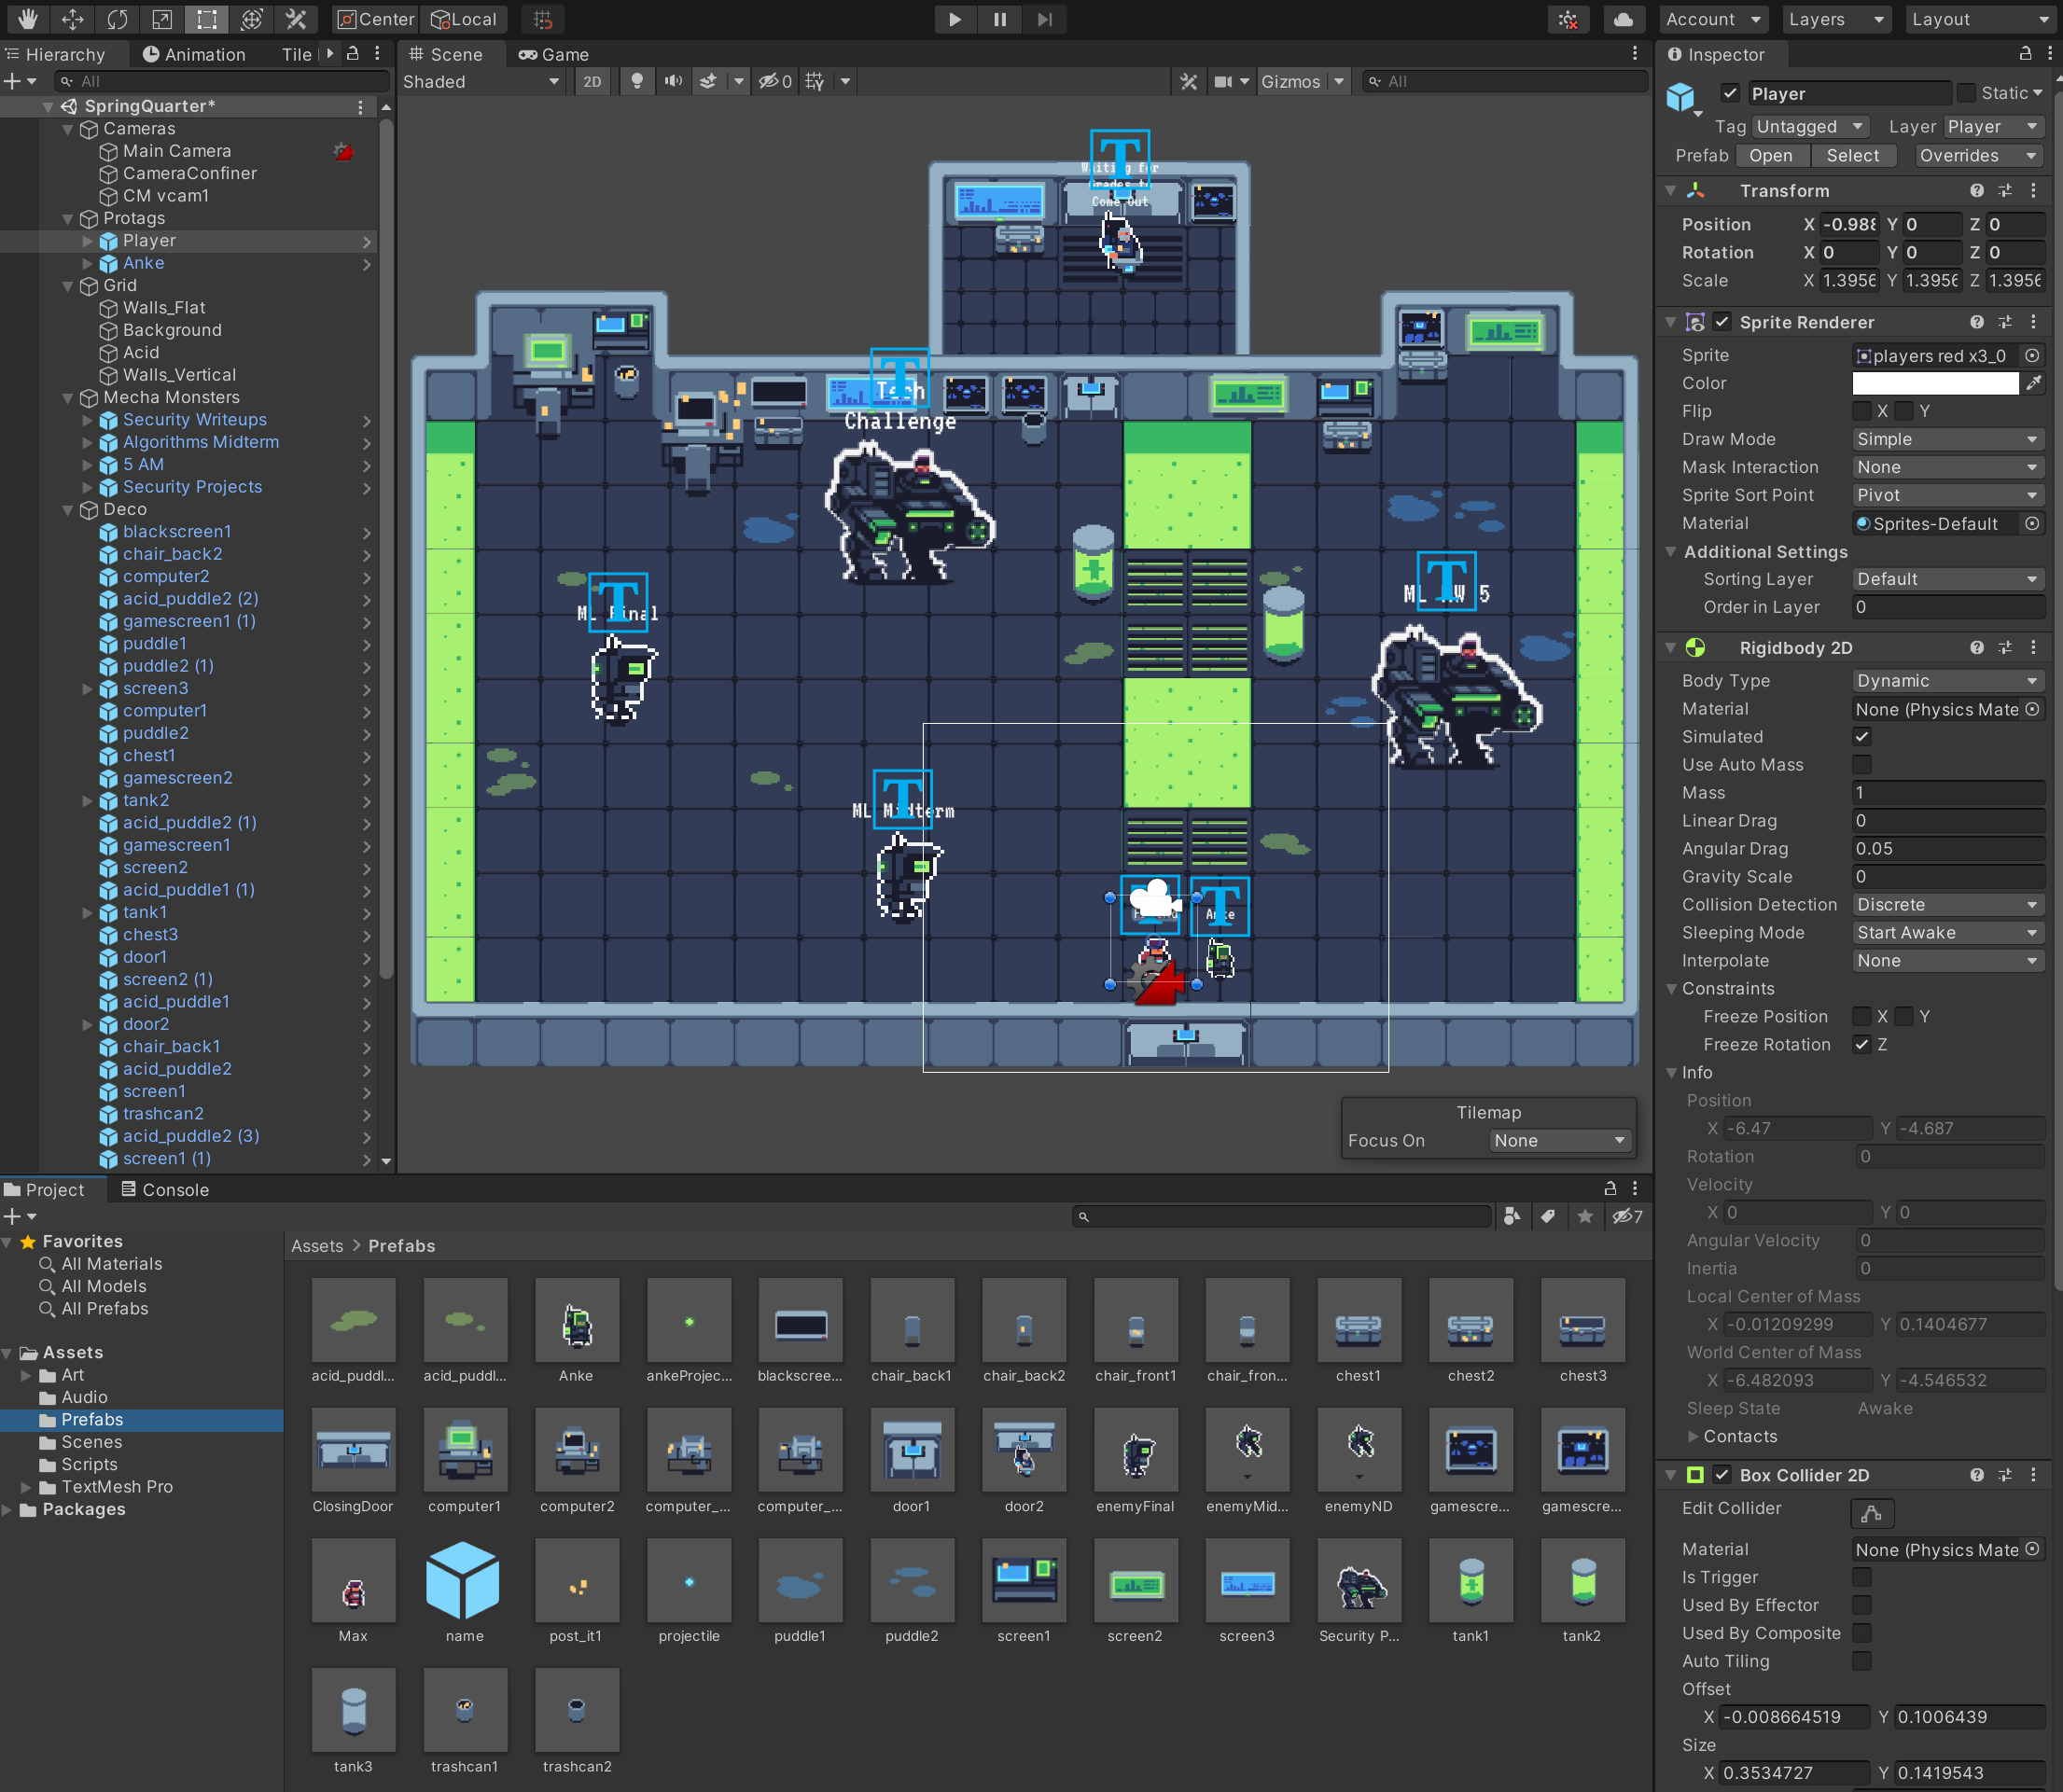 Center
Local
Account
Layers
Layout
Hierarchy
Animation
Tile
Scene
Game
Inspector
All
Shaded
2D
0
Gizmos
All
SpringQuarter*
Cameras
Main Camera
CameraConfiner
CM vcam1
Protags
Player
Anke
Grid
Walls_Flat
Background
Acid
Walls_Vertical
Mecha Monsters
Security Writeups
Algorithms Midterm
5 AM
Security Projects
Deco
blackscreen1
chair_back2
computer2
acid_puddle2 (2)
gamescreen1 (1)
puddle1
puddle2 (1)
screen3
computer1
puddle2
chest1
gamescreen2
tank2
acid_puddle2 (1)
gamescreen1
screen2
acid_puddle1 (1)
tank1
chest3
door1
screen2 (1)
acid_puddle1
door2
chair_back1
acid_puddle2
screen1
trashcan2
acid_puddle2 (3)
screen1 (1)
Waiting for
Grades to
Come Out
Tech
Challenge
ML Final
ML HW 5
ML Midterm
Anke
Tilemap
Focus On
None
Player
Static
Tag
Untagged
Layer
Player
Prefab
Open
Select
Overrides
Transform
Position X -0.988 Y 0 Z 0
Rotation X 0 Y 0 Z 0
Scale X 1.3956 Y 1.3956 Z 1.3956
Sprite Renderer
Sprite players red x3_0
Color
Flip X Y
Draw Mode Simple
Mask Interaction None
Sprite Sort Point Pivot
Material Sprites-Default
Additional Settings
Sorting Layer Default
Order in Layer 0
Rigidbody 2D
Body Type Dynamic
Material None (Physics Mate
Simulated
Use Auto Mass
Mass 1
Linear Drag 0
Angular Drag 0.05
Gravity Scale 0
Collision Detection Discrete
Sleeping Mode Start Awake
Interpolate None
Constraints
Freeze Position X Y
Freeze Rotation Z
Info
Position
X -6.47 Y -4.687
Rotation 0
Velocity
X 0 Y 0
Angular Velocity 0
Inertia 0
Local Center of Mass
X -0.01209299 Y 0.1404677
World Center of Mass
X -6.482093 Y -4.546532
Sleep State Awake
Contacts
Box Collider 2D
Edit Collider
Material None (Physics Mate
Is Trigger
Used By Effector
Used By Composite
Auto Tiling
Offset
X -0.008664519 Y 0.1006439
Size
X 0.3534727 Y 0.1419543
Project
Console
7
Favorites
All Materials
All Models
All Prefabs
Assets
Art
Audio
Prefabs
Scenes
Scripts
TextMesh Pro
Packages
Assets > Prefabs
acid_puddl...
acid_puddl...
Anke
ankeProjec...
blackscree...
chair_back1
chair_back2
chair_front1
chair_fron...
chest1
chest2
chest3
ClosingDoor
computer1
computer2
computer_...
computer_...
door1
door2
enemyFinal
enemyMid...
enemyND
gamescre...
gamescre...
Max
name
post_it1
projectile
puddle1
puddle2
screen1
screen2
screen3
Security P...
tank1
tank2
tank3
trashcan1
trashcan2